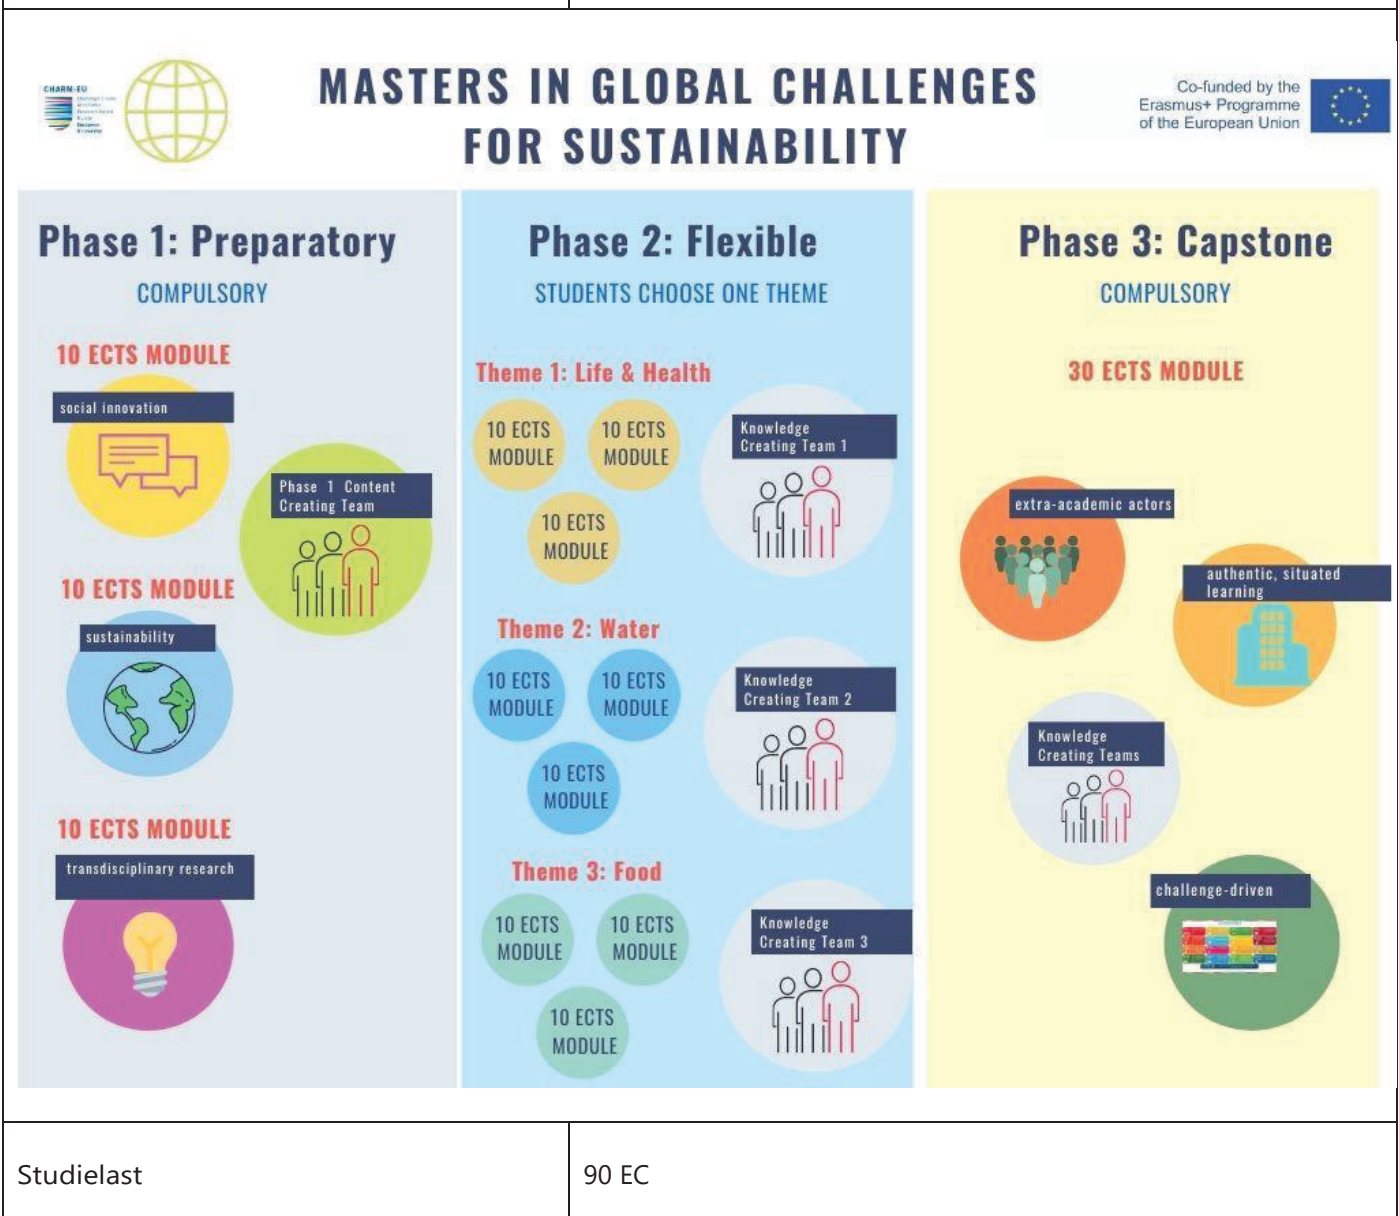 CHARM-EU
MASTERS IN GLOBAL CHALLENGES
FOR SUSTAINABILITY
Co-funded by the
Erasmus+ Programme
of the European Union
Phase 1: Preparatory
COMPULSORY
10 ECTS MODULE
social innovation
Phase 1 Content
Creating Team
10 ECTS MODULE
sustainability
10 ECTS MODULE
transdisciplinary research
Phase 2: Flexible
STUDENTS CHOOSE ONE THEME
Theme 1: Life & Health
10 ECTS
MODULE
10 ECTS
MODULE
10 ECTS
MODULE
Knowledge
Creating Team 1
Theme 2: Water
10 ECTS
MODULE
10 ECTS
MODULE
10 ECTS
MODULE
Knowledge
Creating Team 2
Theme 3: Food
10 ECTS
MODULE
10 ECTS
MODULE
10 ECTS
MODULE
Knowledge
Creating Team 3
Phase 3: Capstone
COMPULSORY
30 ECTS MODULE
extra-academic actors
authentic, situated
learning
Knowledge
Creating Teams
challenge-driven
Studielast
90 EC